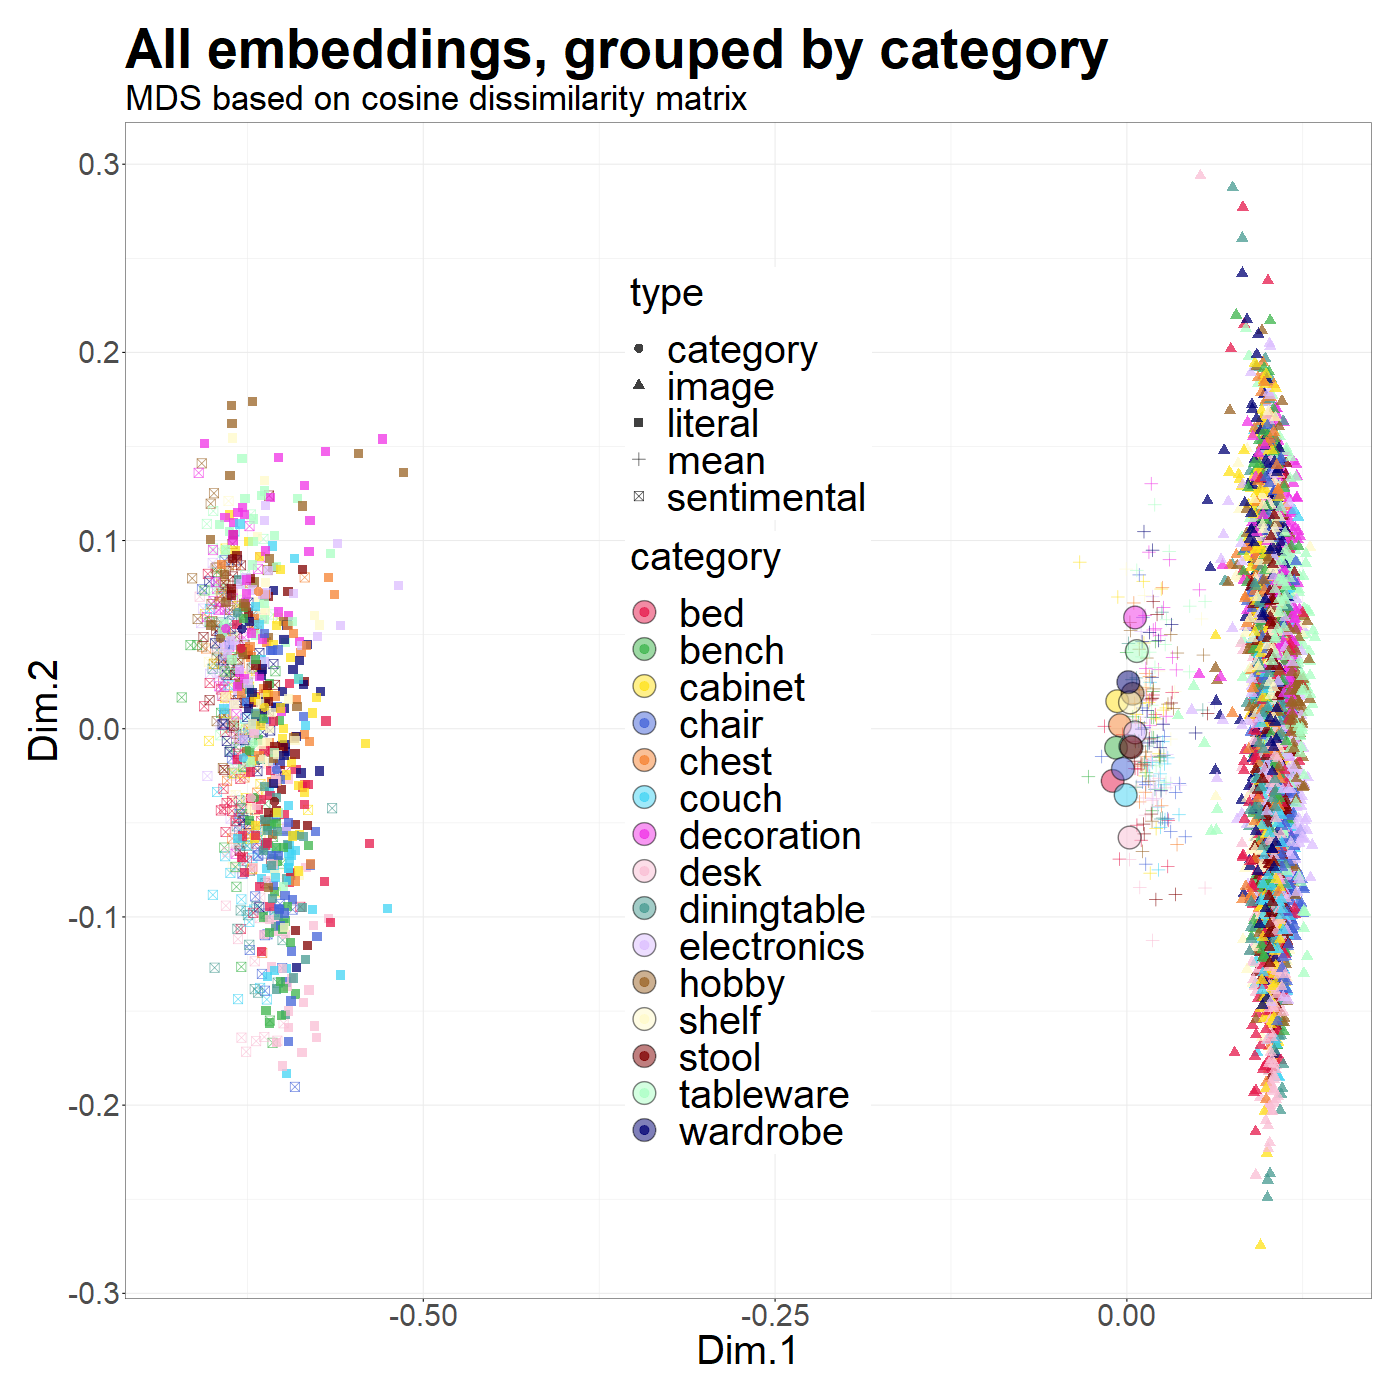 All embeddings, grouped by category
MDS based on cosine dissimilarity matrix
0.3
0.2
0.1
0.0
-0.1
-0.2
-0.3
Dim.2
type
category
image
literal
mean
sentimental
category
bed
bench
cabinet
chair
chest
couch
decoration
desk
diningtable
electronics
hobby
shelf
stool
tableware
wardrobe
-0.50
-0.25
0.00
Dim.1